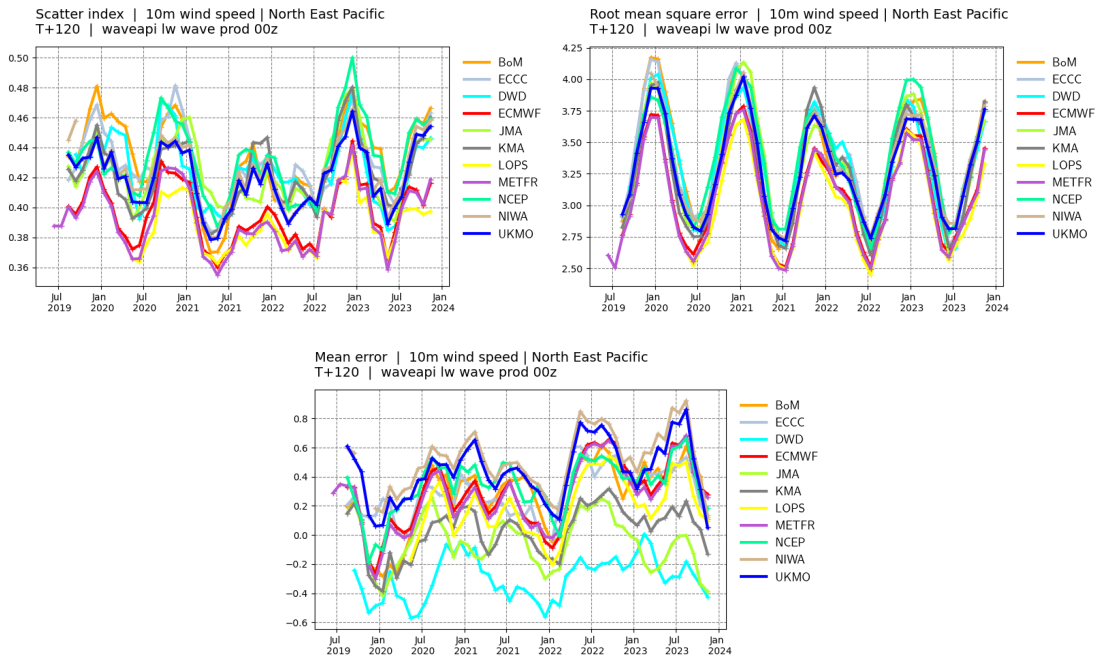 Scatter index | 10m wind speed | North East Pacific
T+120 | waveapi lw wave prod 00z
0.50
0.48
0.46
0.44
0.42
0.40
0.38
0.36
Jul 2019
Jan 2020
Jul 2020
Jan 2021
Jul 2021
Jan 2022
Jul 2022
Jan 2023
Jul 2023
Jan 2024
BoM
ECCC
DWD
ECMWF
JMA
KMA
LOPS
METFR
NCEP
NIWA
UKMO
Root mean square error | 10m wind speed | North East Pacific
T+120 | waveapi lw wave prod 00z
4.25
4.00
3.75
3.50
3.25
3.00
2.75
2.50
Jul 2019
Jan 2020
Jul 2020
Jan 2021
Jul 2021
Jan 2022
Jul 2022
Jan 2023
Jul 2023
Jan 2024
BoM
ECCC
DWD
ECMWF
JMA
KMA
LOPS
METFR
NCEP
NIWA
UKMO
Mean error | 10m wind speed | North East Pacific
T+120 | waveapi lw wave prod 00z
0.8
0.6
0.4
0.2
0.0
−0.2
−0.4
−0.6
Jul 2019
Jan 2020
Jul 2020
Jan 2021
Jul 2021
Jan 2022
Jul 2022
Jan 2023
Jul 2023
Jan 2024
BoM
ECCC
DWD
ECMWF
JMA
KMA
LOPS
METFR
NCEP
NIWA
UKMO